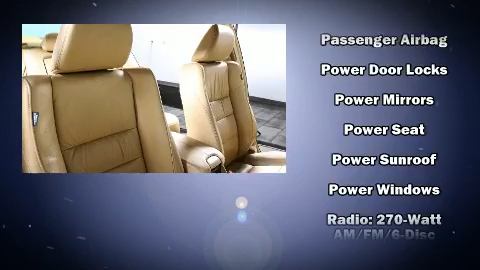 Passenger Airbag
Power Door Locks
Power Mirrors
Power Seat
Power Sunroof
Power Windows
Radio: 270-Watt
AM/FM/6-Disc